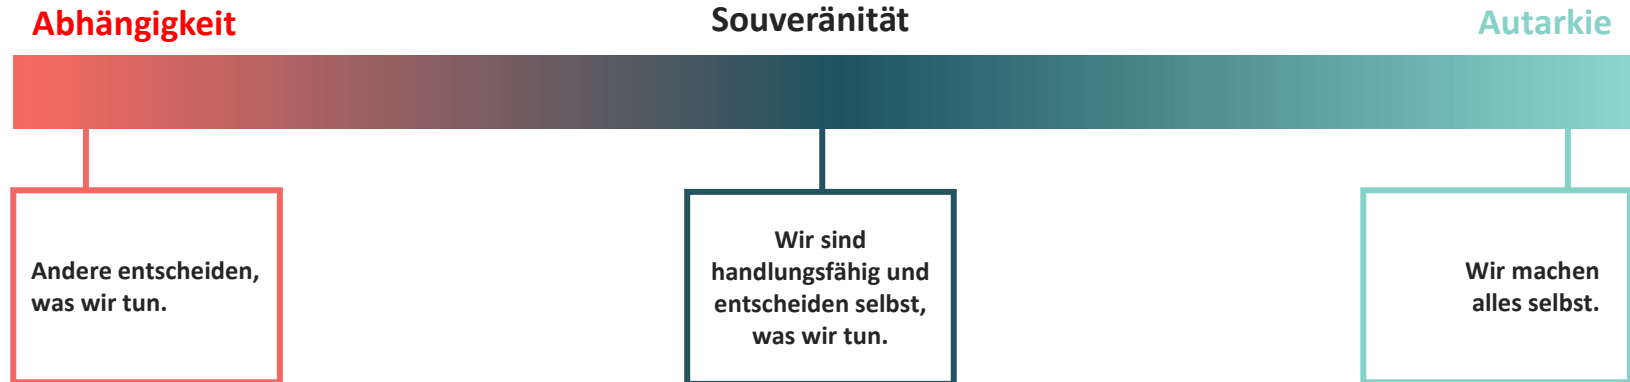 Abhängigkeit
Souveränität
Autarkie
Andere entscheiden,
was wir tun.
Wir sind
handlungsfähig und
entscheiden selbst,
was wir tun.
Wir machen
alles selbst.